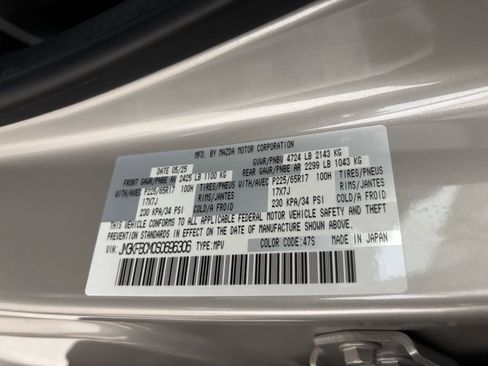 MFD. BY MAZDA MOTOR CORPORATION
DATE 05/25 GVWR/PNBV 4724 LB 2143 KG
FRONT GAWR/PNBE AV 2425 LB 1100 KG REAR GAWR/PNBE AR 2299 LB 1043 KG
WITH/AVEC P225/65R17 100H TIRES/PNEUS WITH/AVEC P225/65R17 100H TIRES/PNEUS
17X7J RIMS/JANTES 17X7J RIMS/JANTES
230 KPA/34 PSI COLD/A FROID 230 KPA/34 PSI COLD/A FROID
THIS VEHICLE CONFORMS TO ALL APPLICABLE FEDERAL MOTOR VEHICLE SAFETY AND THEFT
PREVENTION STANDARDS IN EFFECT ON THE DATE OF MANUFACTURE SHOWN ABOVE.
VIN: JM3KFBCM0S0696306 TYPE:MPV COLOR CODE:47S MADE IN JAPAN